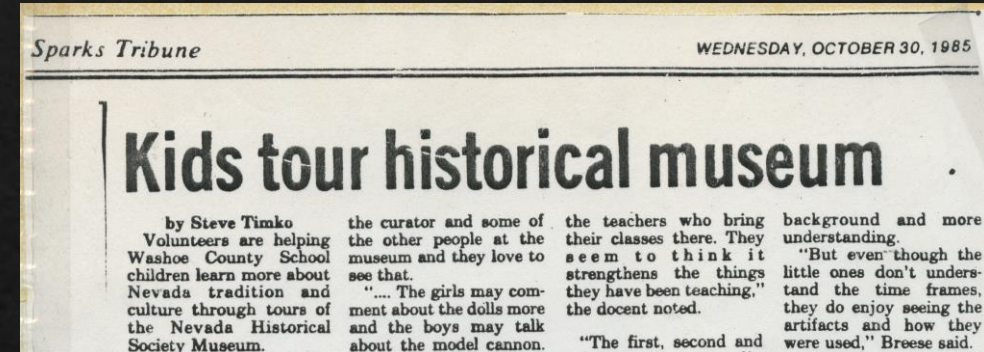 Sparks Tribune
WEDNESDAY, OCTOBER 30, 1985
Kids tour historical museum
by Steve Timko
Volunteers are helping
Washoe County School
children learn more about
Nevada tradition and
culture through tours of
the Nevada Historical
Society Museum.
the curator and some of
the other people at the
museum and they love to
see that.
".... The girls may com-
ment about the dolls more
and the boys may talk
about the model cannon.
the teachers who bring
their classes there. They
seem to think it
strengthens the things
they have been teaching,"
the docent noted.
"The first, second and
background and more
understanding.
"But even though the
little ones don't unders-
tand the time frames,
they do enjoy seeing the
artifacts and how they
were used," Breese said.